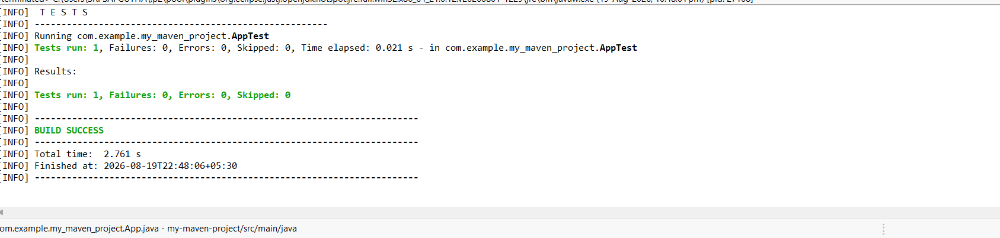 [INFO]  T E S T S
[INFO] -------------------------------------------------------
[INFO] Running com.example.my_maven_project.AppTest
[INFO] Tests run: 1, Failures: 0, Errors: 0, Skipped: 0, Time elapsed: 0.021 s - in com.example.my_maven_project.AppTest
[INFO]
[INFO] Results:
[INFO]
[INFO] Tests run: 1, Failures: 0, Errors: 0, Skipped: 0
[INFO]
[INFO] ------------------------------------------------------------------------
[INFO] BUILD SUCCESS
[INFO] ------------------------------------------------------------------------
[INFO] Total time:  2.761 s
[INFO] Finished at: 2026-08-19T22:48:06+05:30
[INFO] ------------------------------------------------------------------------
om.example.my_maven_project.App.java - my-maven-project/src/main/java